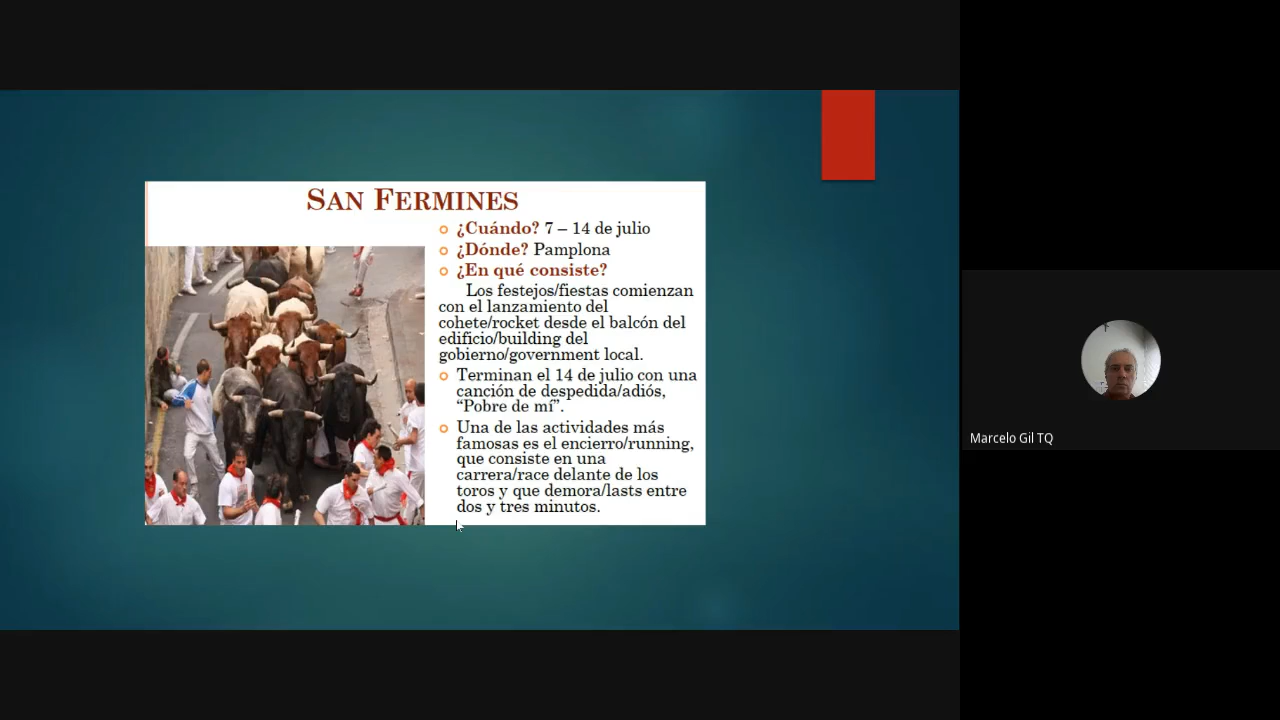 SAN FERMINES
¿Cuándo? 7 – 14 de julio
¿Dónde? Pamplona
¿En qué consiste?
Los festejos/fiestas comienzan
con el lanzamiento del
cohete/rocket desde el balcón del
edificio/building del
gobierno/government local.
Terminan el 14 de julio con una
canción de despedida/adiós,
“Pobre de mí”.
Una de las actividades más
famosas es el encierro/running,
que consiste en una
carrera/race delante de los
toros y que demora/lasts entre
dos y tres minutos.
Marcelo Gil TQ